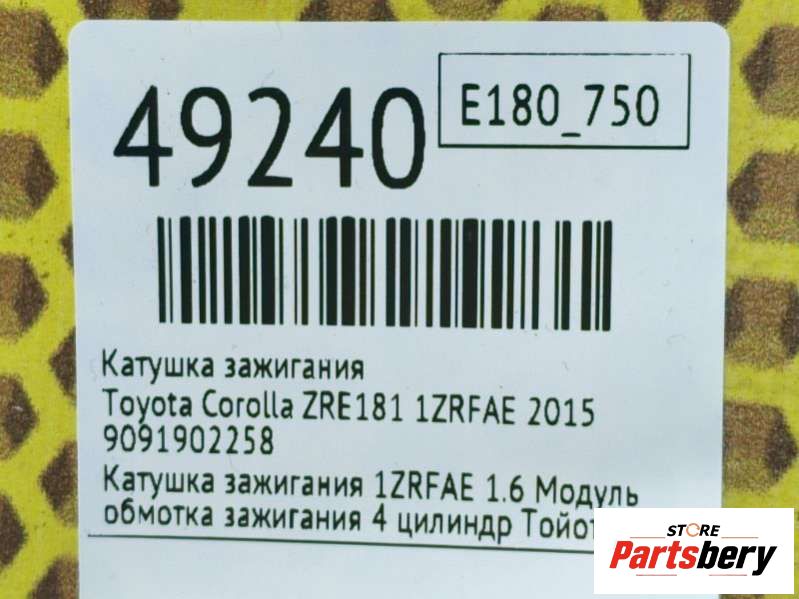 49240
E180_750
Катушка зажигания
Toyota Corolla ZRE181 1ZRFAE 2015
9091902258
Катушка зажигания 1ZRFAE 1.6 Модуль
обмотка зажигания 4 цилиндр
STORE
Partsbery